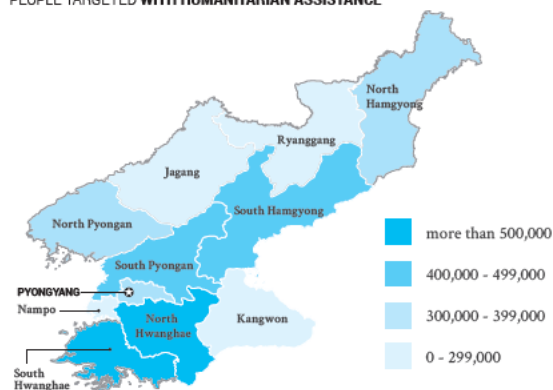 PEOPLE TARGETED WITH HUMANITARIAN ASSISTANCE
North
Hamgyong
Ryanggang
Jagang
South Hamgyong
North Pyongan
more than 500,000
South Pyongan
400,000 - 499,000
PYONGYANG
Nampo
North
Hwanghae
Kangwon
300,000 - 399,000
0 - 299,000
South
Hwanghae